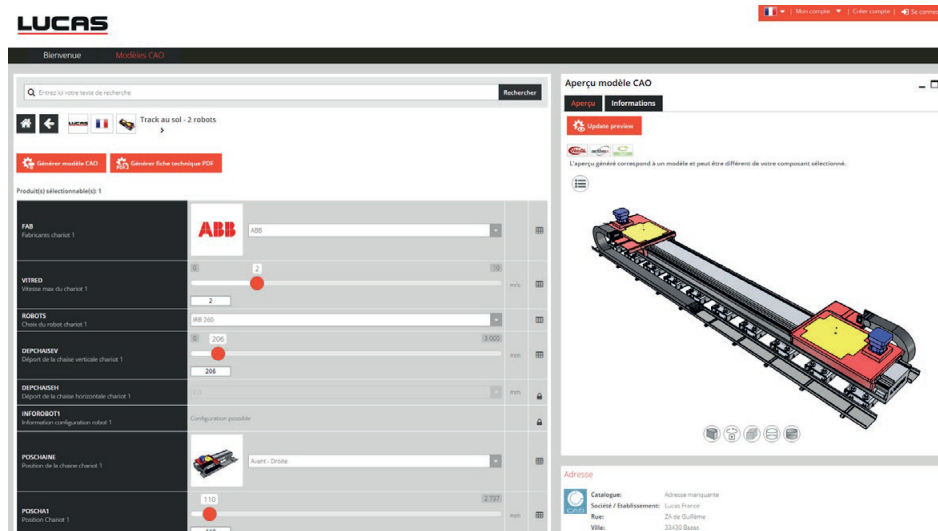 Mon compte | Créer compte | Se connec
LUCAS
Bienvenue Modèles CAO
Entrez ici votre texte de recherche Rechercher
Track au sol - 2 robots
>
Générer modèle CAO Générer fiche technique PDF
Produit(s) sélectionnable(s): 1
FAB
Fabricants chariot 1
ABB ABB
VITRED
Vitesse max du chariot 1
0 2 10
2 m/s
ROBOTS
Choix du robot chariot 1
IRB 260
DEPCHAISEV
Déport de la chaise verticale chariot 1
0 206 3 000
206 mm
DEPCHAISEH
Déport de la chaise horizontale chariot 1
mm
INFOROBOT1
Information configuration robot 1
Configuration possible
POSCHAINE
Position de la chaine chariot 1
Avant - Droite
POSCHA1
Position Chariot 1
110 2 737
110 mm
Aperçu modèle CAO
Aperçu Informations
Update preview
L'aperçu généré correspond à un modèle et peut être différent de votre composant sélectionné.
Adresse
CAD
Catalogue: Adresse manquante
Société / Etablissement: Lucas France
Rue: ZA de Guillème
Ville: 33430 Bazas